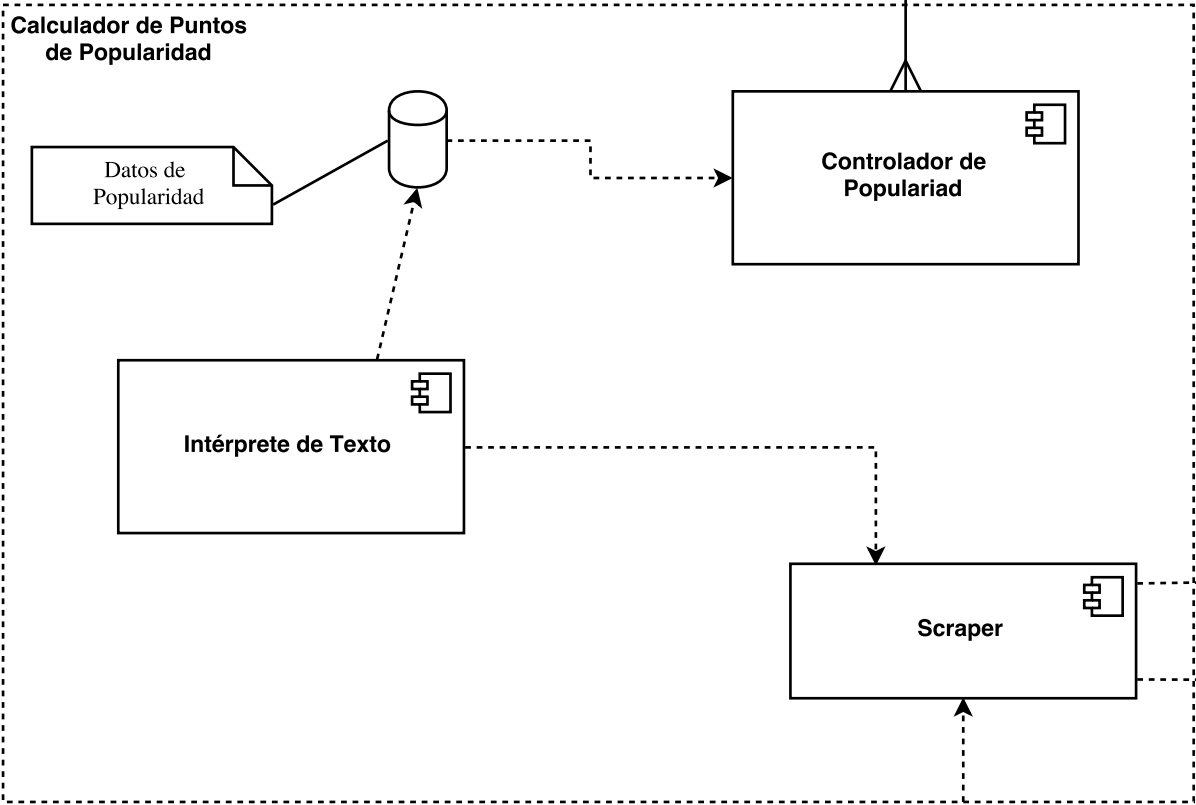 Calculador de Puntos
de Popularidad
Datos de
Popularidad
Controlador de
Populariad
Intérprete de Texto
Scraper